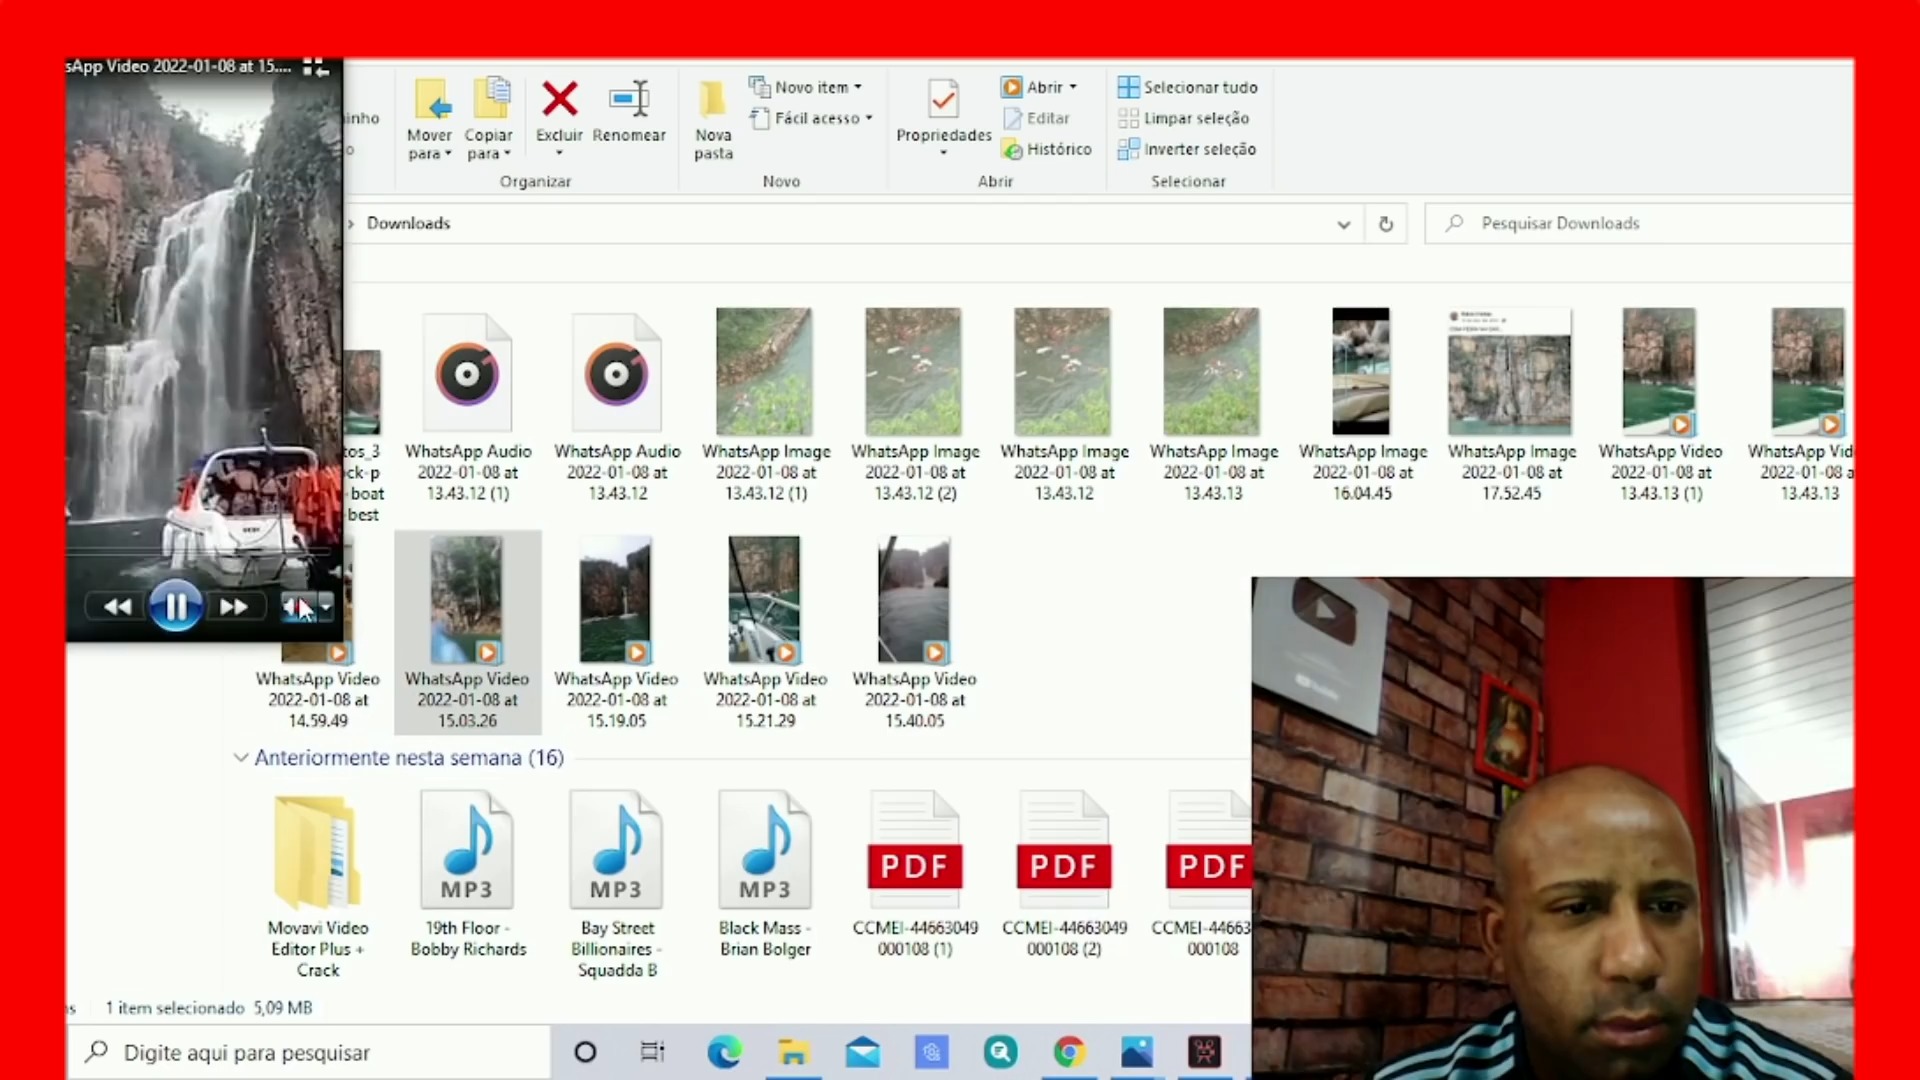 sApp Video 2022-01-08 at 15....
inho
o
Mover
para
Copiar
para
Excluir
Renomear
Organizar
Nova
pasta
Novo item
Fácil acesso
Novo
Propriedades
Abrir
Editar
Histórico
Abrir
Selecionar tudo
Limpar seleção
Inverter seleção
Selecionar
Downloads
Pesquisar Downloads
tos_3
ock-p
boat
-best
WhatsApp Audio
2022-01-08 at
13.43.12 (1)
WhatsApp Audio
2022-01-08 at
13.43.12
WhatsApp Image
2022-01-08 at
13.43.12 (1)
WhatsApp Image
2022-01-08 at
13.43.12 (2)
WhatsApp Image
2022-01-08 at
13.43.12
WhatsApp Image
2022-01-08 at
13.43.13
WhatsApp Image
2022-01-08 at
16.04.45
WhatsApp Image
2022-01-08 at
17.52.45
WhatsApp Video
2022-01-08 at
13.43.13 (1)
WhatsApp Vid
2022-01-08 a
13.43.13
WhatsApp Video
2022-01-08 at
14.59.49
WhatsApp Video
2022-01-08 at
15.03.26
WhatsApp Video
2022-01-08 at
15.19.05
WhatsApp Video
2022-01-08 at
15.21.29
WhatsApp Video
2022-01-08 at
15.40.05
Anteriormente nesta semana (16)
MP3
MP3
MP3
PDF
PDF
PDF
Movavi Video
Editor Plus +
Crack
19th Floor -
Bobby Richards
Bay Street
Billionaires -
Squadda B
Black Mass -
Brian Bolger
CCMEI-44663049
000108 (1)
CCMEI-44663049
000108 (2)
CCMEI-44663
000108
1 item selecionado 5,09 MB
Digite aqui para pesquisar